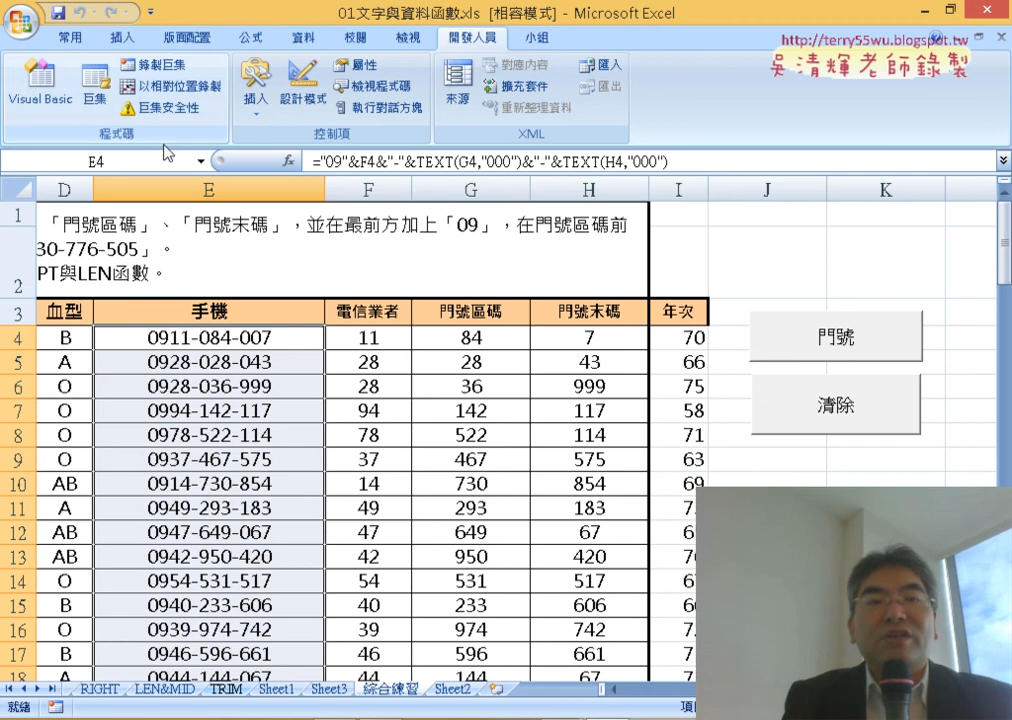 01文字與資料函數.xls [相容模式] - Microsoft Excel
常用 插入 版面配置 公式 資料 校閱 檢視 開發人員 小組
http://terry55wu.blogspot.tw
吳清輝老師錄製
Visual Basic 巨集 錄製巨集 以相對位置錄製 巨集安全性
程式碼
插入 設計模式 屬性 檢視程式碼 執行對話方塊
控制項
來源 對應內容 擴充套件 重新整理資料 匯入 匯出
XML
E4 fx ="09"&F4&"-"&TEXT(G4,"000")&"-"&TEXT(H4,"000")
D E F G H I J K
1 「門號區碼」、「門號末碼」，並在最前方加上「09」，在門號區碼前
30-776-505」。
2 PT與LEN函數。
3 血型 手機 電信業者 門號區碼 門號末碼 年次
4 B 0911-084-007 11 84 7 70
門號
5 A 0928-028-043 28 28 43 66
6 O 0928-036-999 28 36 999 75
7 O 0994-142-117 94 142 117 58
清除
8 O 0978-522-114 78 522 114 71
9 O 0937-467-575 37 467 575 63
10 AB 0914-730-854 14 730 854 69
11 A 0949-293-183 49 293 183
12 AB 0947-649-067 47 649 67
13 AB 0942-950-420 42 950 420
14 O 0954-531-517 54 531 517
15 B 0940-233-606 40 233 606
16 O 0939-974-742 39 974 742
17 B 0946-596-661 46 596 661
18 A 0944-144-067 44 144 67
RIGHT LEN&MID TRIM Sheet1 Sheet3 綜合練習 Sheet2
就緒